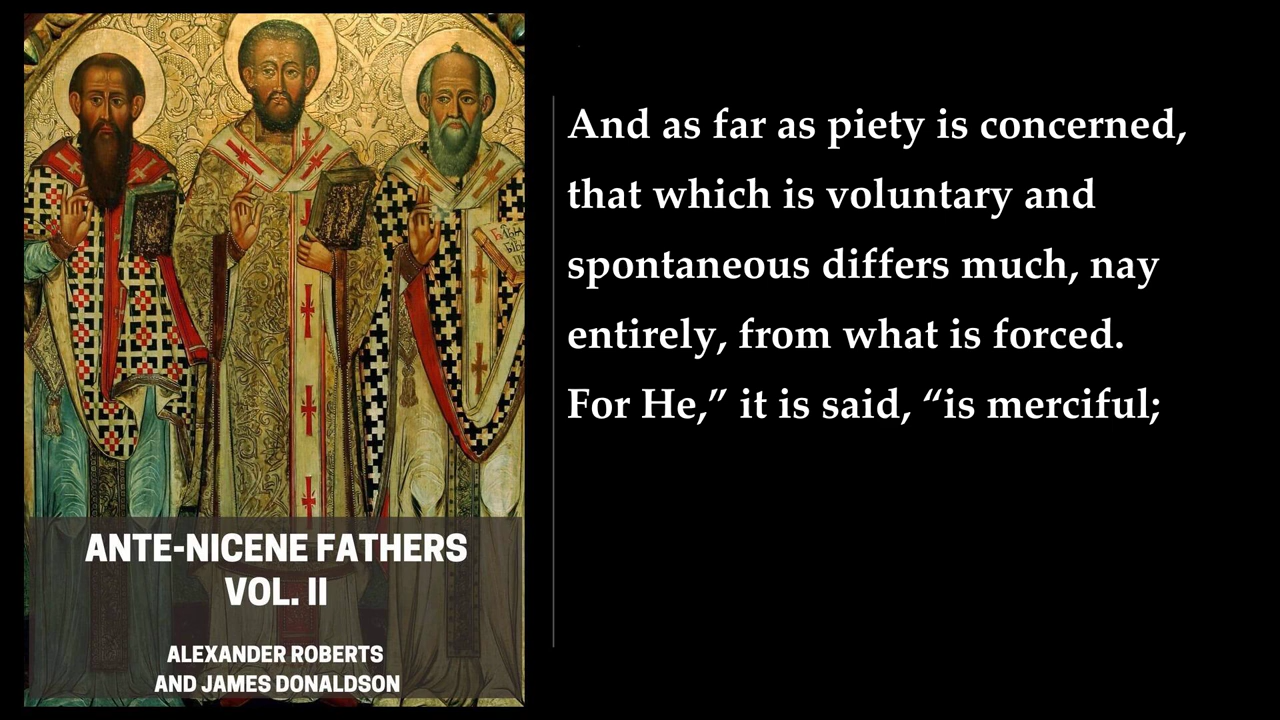 ANTE-NICENE FATHERS
VOL. II
ALEXANDER ROBERTS
AND JAMES DONALDSON
And as far as piety is concerned,
that which is voluntary and
spontaneous differs much, nay
entirely, from what is forced.
For He,” it is said, “is merciful;